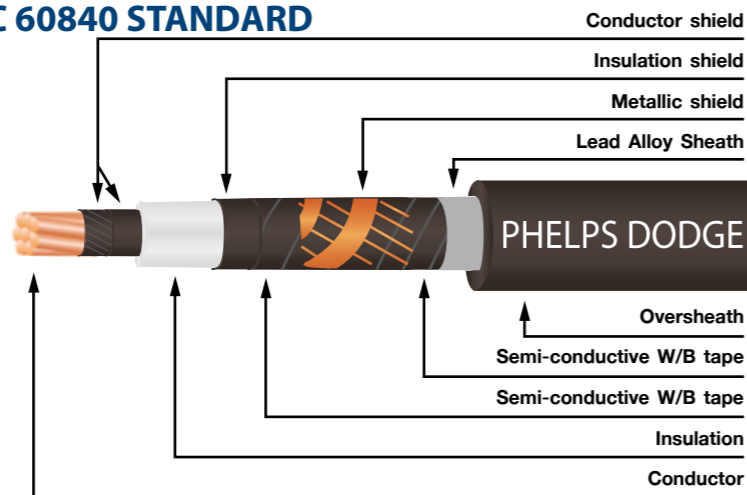 C 60840 STANDARD
Conductor shield
Insulation shield
Metallic shield
Lead Alloy Sheath
PHELPS DODGE
Oversheath
Semi-conductive W/B tape
Semi-conductive W/B tape
Insulation
Conductor